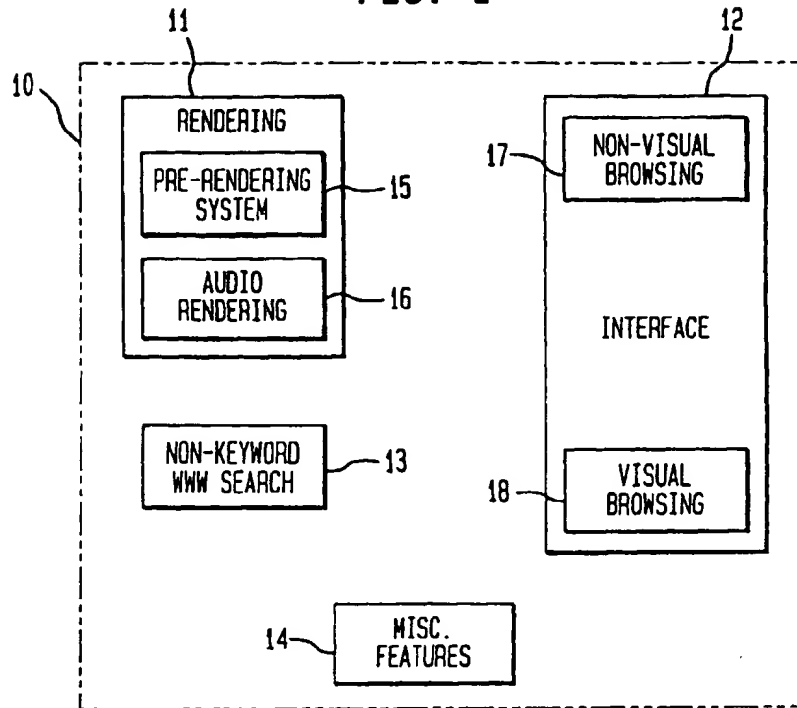 11
12
10
RENDERING
PRE-RENDERING
SYSTEM
15
AUDIO
RENDERING
16
17
NON-VISUAL
BROWSING
INTERFACE
NON-KEYWORD
WWW SEARCH
13
18
VISUAL
BROWSING
14
MISC.
FEATURES